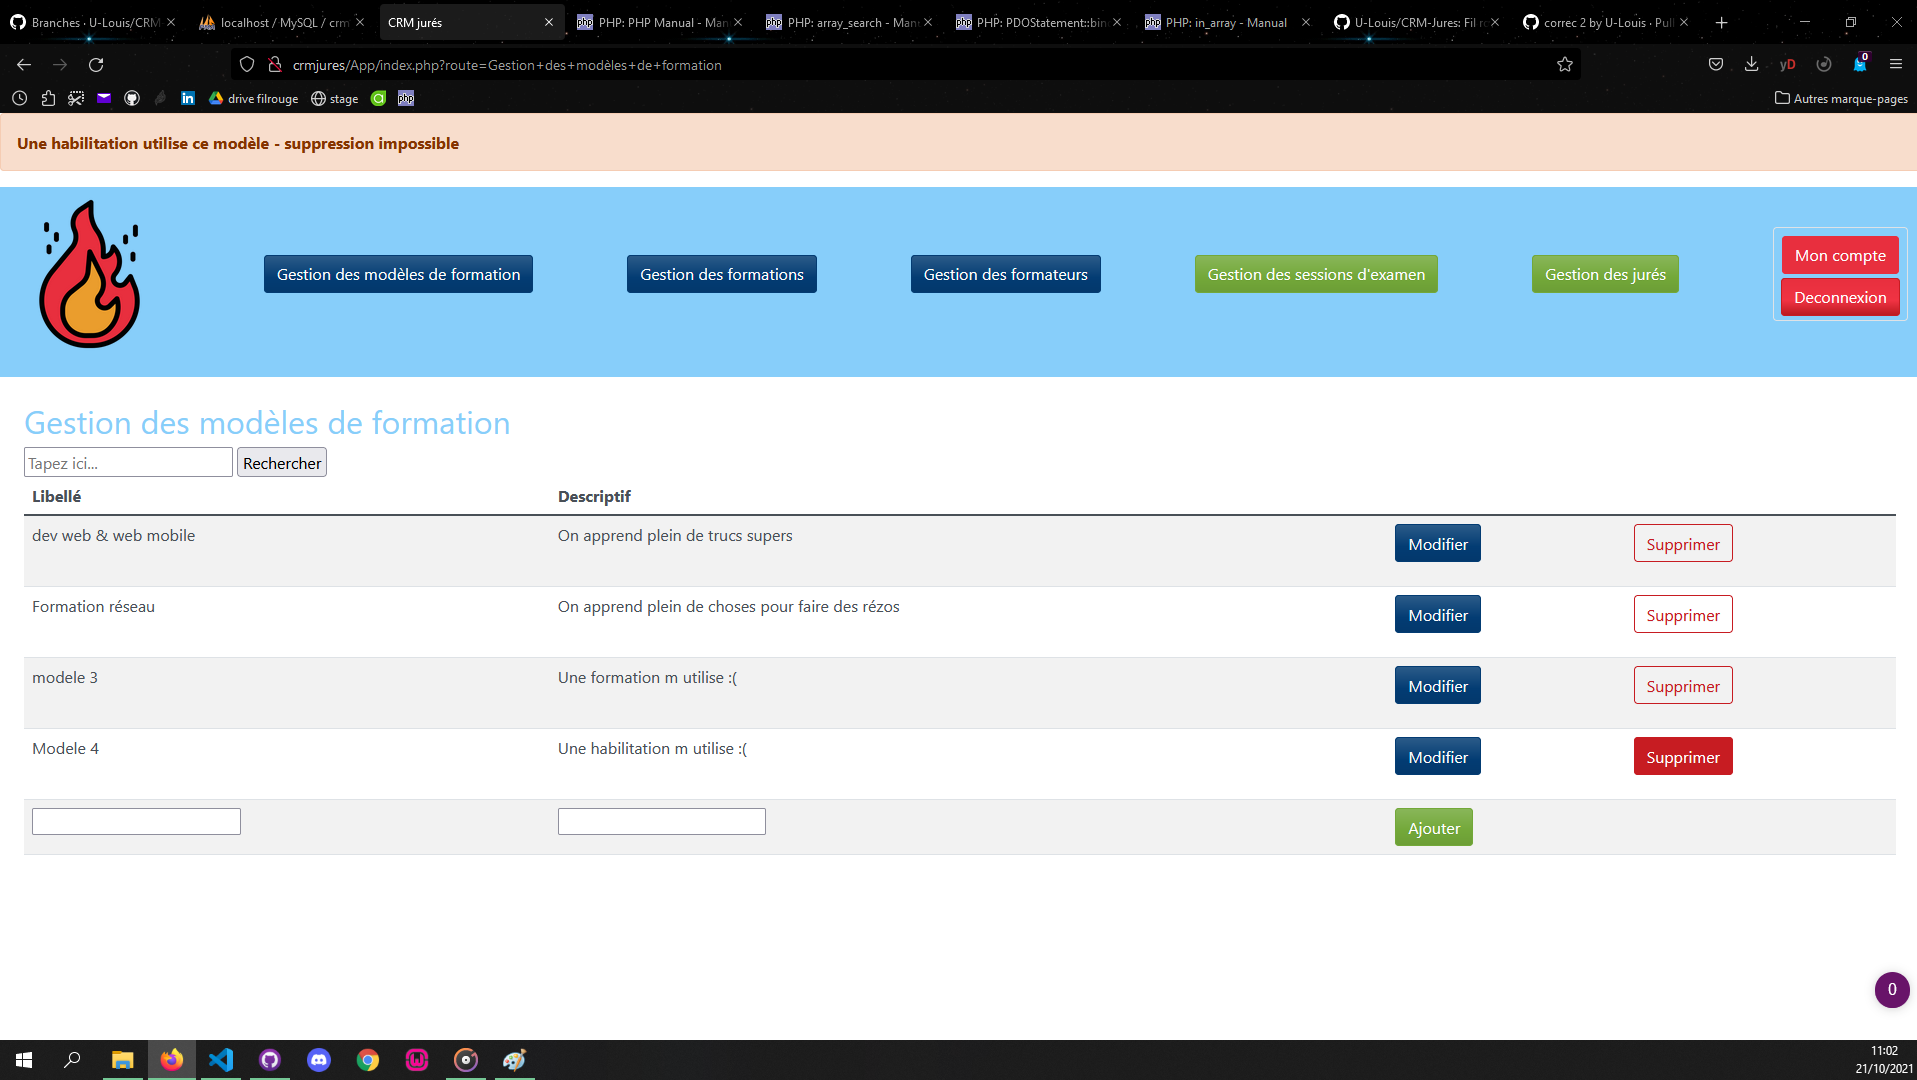 Branches · U-Louis/CRM
localhost / MySQL / crm
CRM jurés
PHP: PHP Manual - Man
PHP: array_search - Man
PHP: PDOStatement::bin
PHP: in_array - Manual
U-Louis/CRM-Jures: Fil ro
correc 2 by U-Louis · Pull
crmjures/App/index.php?route=Gestion+des+modèles+de+formation
yD
0
drive filrouge
stage
php
Autres marque-pages
Une habilitation utilise ce modèle - suppression impossible
Gestion des modèles de formation
Gestion des formations
Gestion des formateurs
Gestion des sessions d'examen
Gestion des jurés
Mon compte
Deconnexion
Gestion des modèles de formation
Tapez ici... Rechercher
Libellé Descriptif
dev web & web mobile On apprend plein de trucs supers Modifier Supprimer
Formation réseau On apprend plein de choses pour faire des rézos Modifier Supprimer
modele 3 Une formation m utilise :( Modifier Supprimer
Modele 4 Une habilitation m utilise :( Modifier Supprimer
Ajouter
0
11:02
21/10/2021